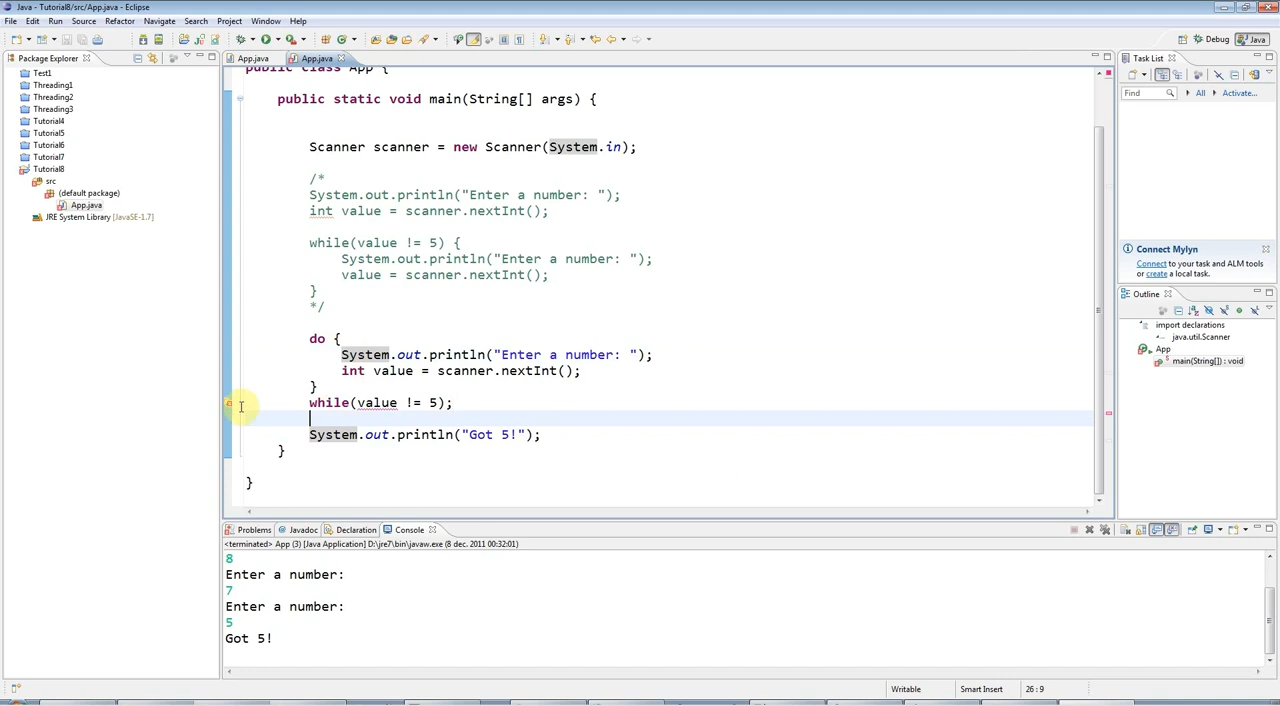 Java - Tutorial8/src/App.java - Eclipse
File Edit Run Source Refactor Navigate Search Project Window Help
Debug Java
Package Explorer
Test1
Threading1
Threading2
Threading3
Tutorial4
Tutorial5
Tutorial6
Tutorial7
Tutorial8
src
(default package)
App.java
JRE System Library [JavaSE-1.7]
App.java App.java
public class App {
public static void main(String[] args) {
Scanner scanner = new Scanner(System.in);
/*
System.out.println("Enter a number: ");
int value = scanner.nextInt();
while(value != 5) {
System.out.println("Enter a number: ");
value = scanner.nextInt();
}
*/
do {
System.out.println("Enter a number: ");
int value = scanner.nextInt();
}
while(value != 5);
System.out.println("Got 5!");
}
}
Task List
Find All Activate...
Connect Mylyn
Connect to your task and ALM tools
or create a local task.
Outline
import declarations
java.util.Scanner
App
main(String[]) : void
Problems Javadoc Declaration Console
<terminated> App (3) [Java Application] D:\jre7\bin\javaw.exe (8 dec. 2011 00:32:01)
8
Enter a number:
7
Enter a number:
5
Got 5!
Writable Smart Insert 26 : 9